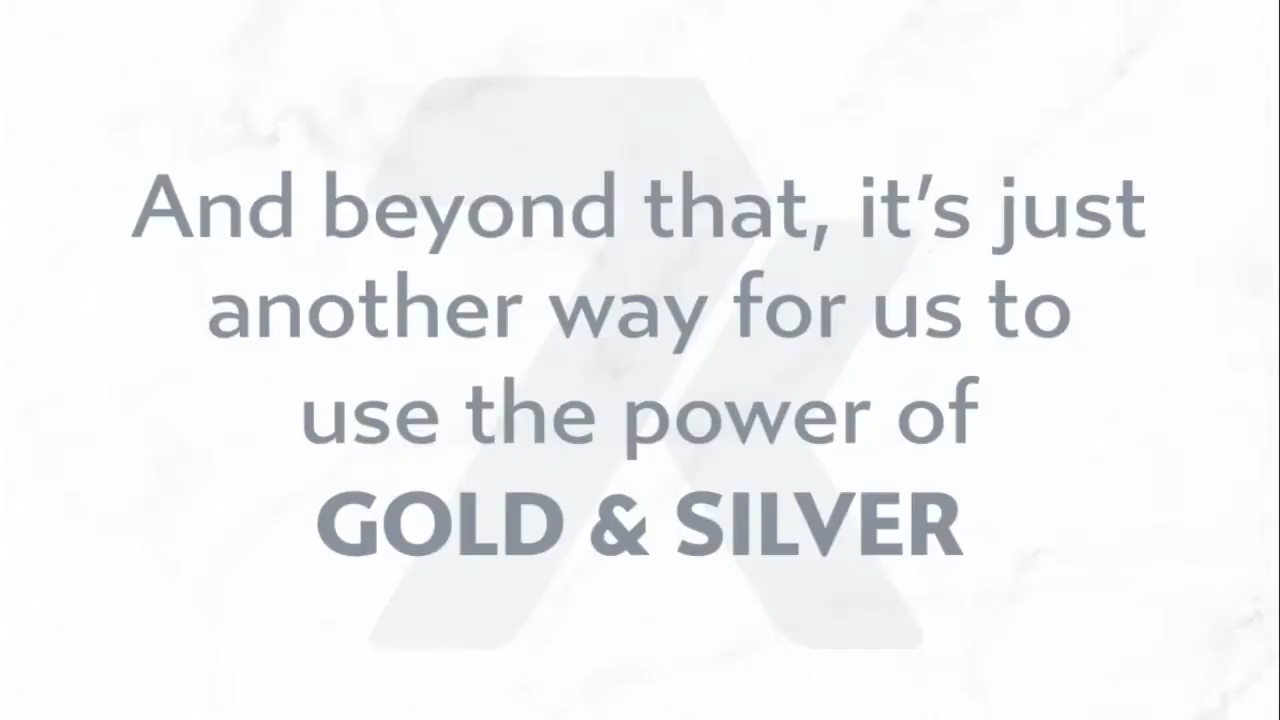 And beyond that, it’s just
another way for us to
use the power of
GOLD & SILVER